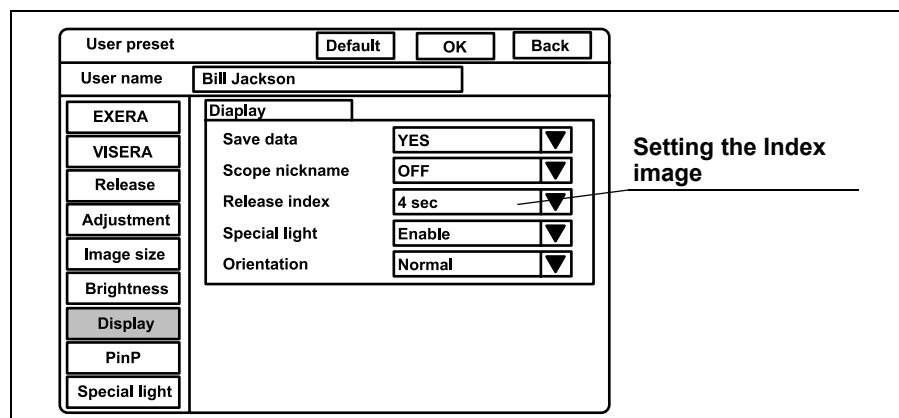 User preset Default OK Back
User name Bill Jackson
EXERA
VISERA
Release
Adjustment
Image size
Brightness
Display
PinP
Special light
Diaplay
Save data YES
Scope nickname OFF
Release index 4 sec
Special light Enable
Orientation Normal
Setting the Index
image